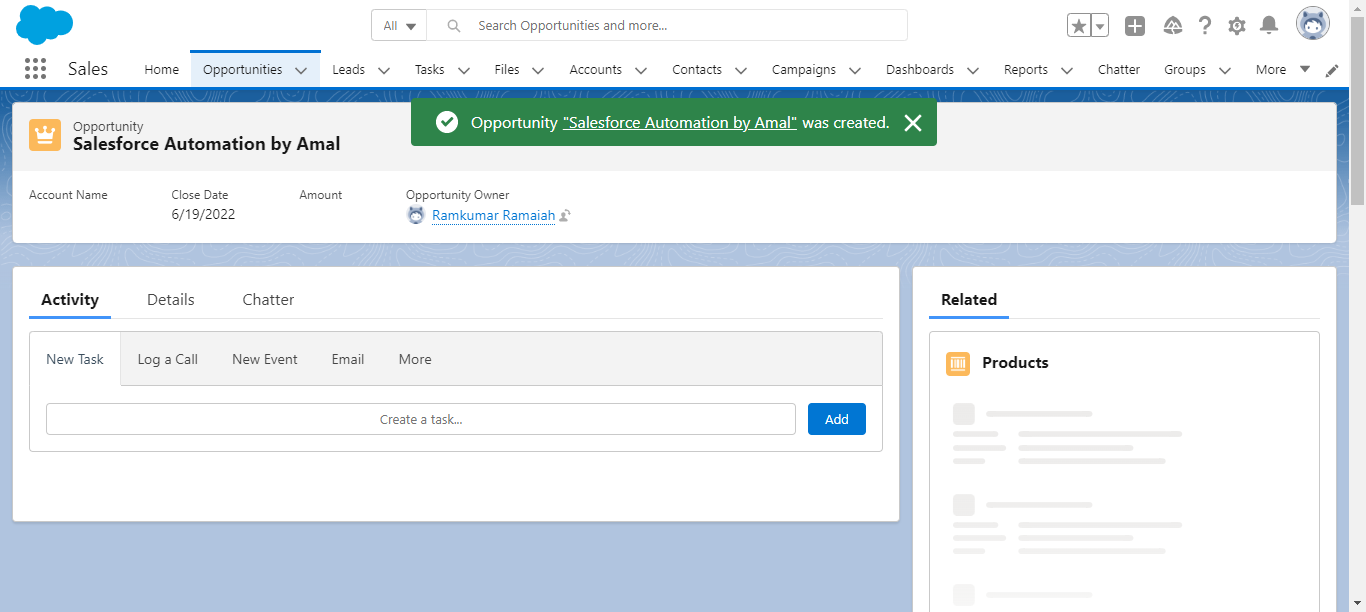 All
Search Opportunities and more...
Sales
Home Opportunities Leads Tasks Files Accounts Contacts Campaigns Dashboards Reports Chatter Groups More
Opportunity "Salesforce Automation by Amal" was created.
Opportunity
Salesforce Automation by Amal
Account Name Close Date Amount Opportunity Owner
6/19/2022 Ramkumar Ramaiah
Activity Details Chatter
New Task Log a Call New Event Email More
Create a task... Add
Related
Products